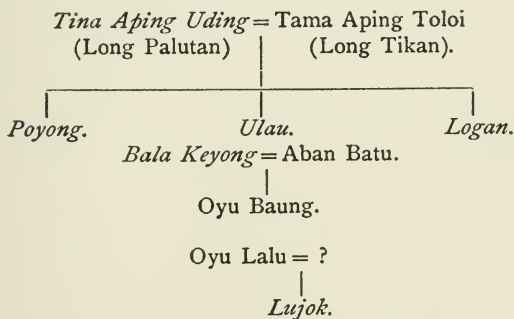 Tina Aping Uding = Tama Aping Toloi
(Long Palutan) (Long Tikan).
Poyong. Ulau. Logan.
Bala Keyong = Aban Batu.
Oyu Baung.
Oyu Lalu = ?
Lujok.